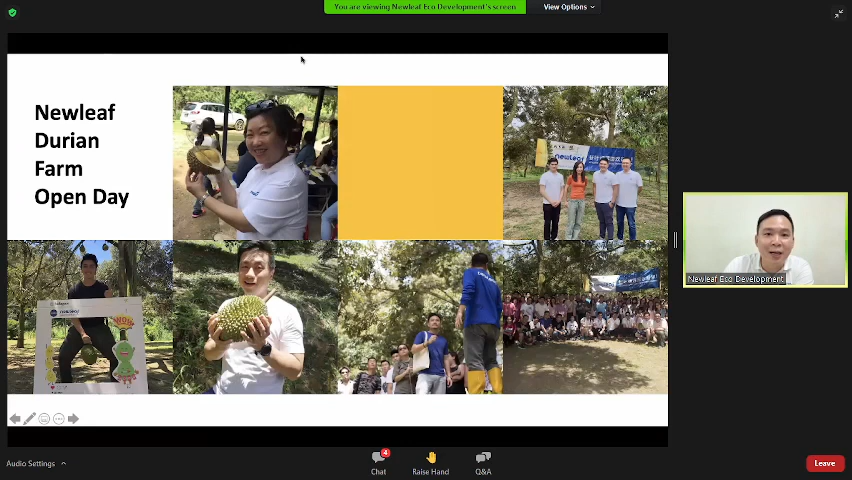 You are viewing Newleaf Eco Development's screen
View Options
Newleaf
Durian
Farm
Open Day
newleaf
Newleaf Eco Development
Audio Settings
4
Chat
Raise Hand
Q&A
Leave